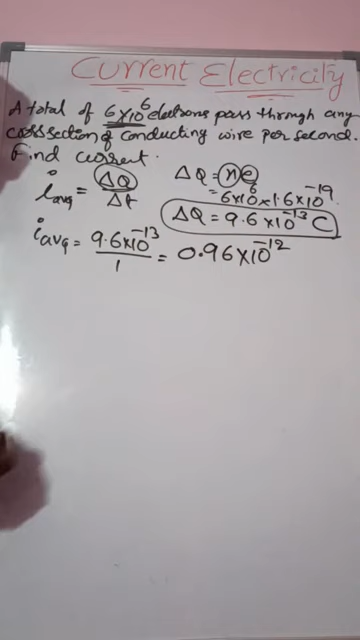 Current Electricity
A total of 6×10⁶ electrons pass through any
cross section of conducting wire per second.
Find current.
i_avg = ΔQ/Δt
ΔQ = ne
= 6×10⁶×1.6×10⁻¹⁹
ΔQ = 9.6×10⁻¹³ C
i_avg = 9.6×10⁻¹³/1 = 0.96×10⁻¹²